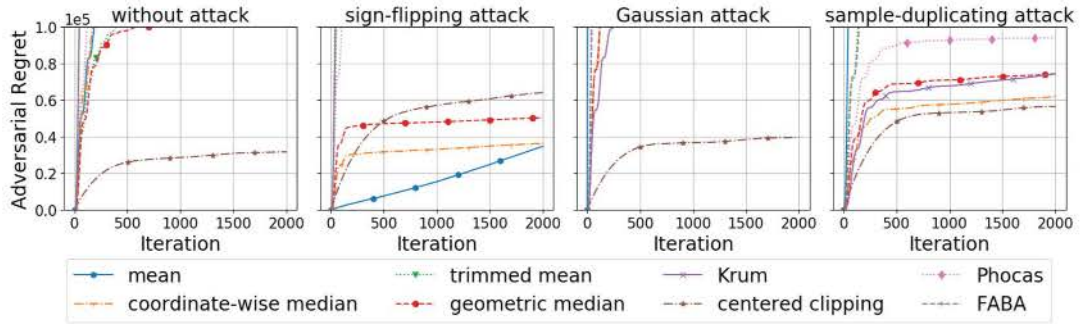 without attack
sign-flipping attack
Gaussian attack
sample-duplicating attack
Adversarial Regret
1e5
1.0
0.8
0.6
0.4
0.2
0.0
0 500 1000 1500 2000
0 500 1000 1500 2000
0 500 1000 1500 2000
0 500 1000 1500 2000
Iteration
Iteration
Iteration
Iteration
mean
trimmed mean
Krum
Phocas
coordinate-wise median
geometric median
centered clipping
FABA